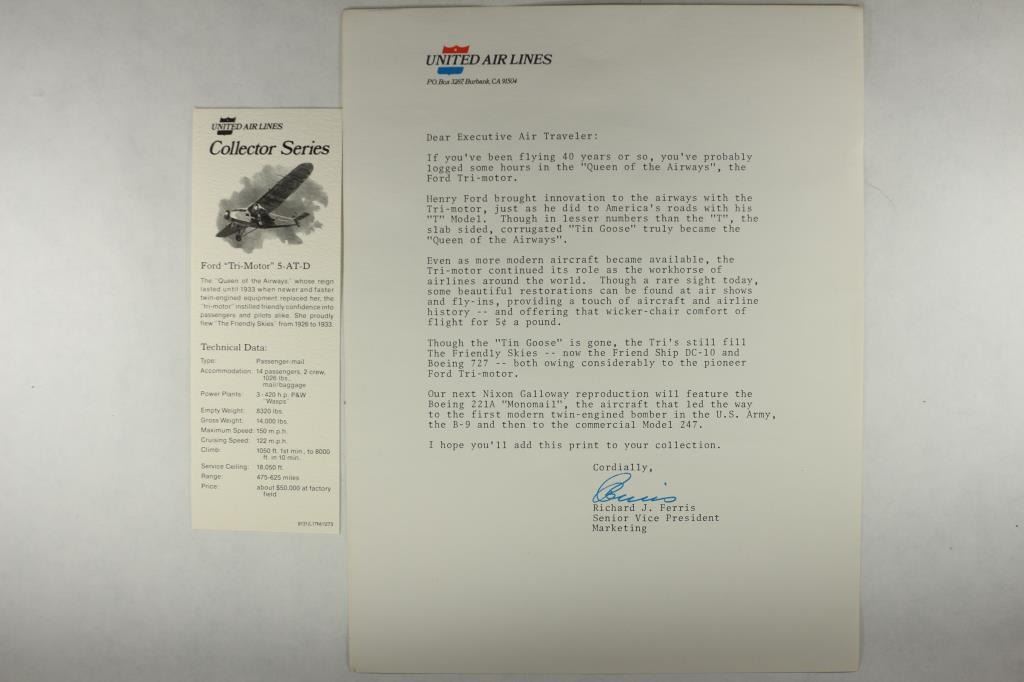 UNITED AIR LINES
Collector Series
Ford "Tri-Motor" 5-AT-D
The "Queen of the Airways," whose reign
lasted until 1933 when newer and faster
twin-engined equipment replaced her, the
"tri-motor" instilled friendly confidence into
passengers and pilots alike. She proudly
flew "The Friendly Skies" from 1926 to 1933.
Technical Data:
Type: Passenger-mail
Accommodation: 14 passengers, 2 crew,
1026 lbs.,
mail/baggage
Power Plants: 3 - 420 h.p. P&W
"Wasps"
Empty Weight: 8320 lbs.
Gross Weight: 14,000 lbs.
Maximum Speed: 150 m.p.h.
Cruising Speed: 122 m.p.h.
Climb: 1050 ft. 1st min., to 8000
ft. in 10 min.
Service Ceiling: 18,050 ft.
Range: 475-625 miles
Price: about $50,000 at factory
field
UNITED AIR LINES
P.O. Box 3267, Burbank, CA 91504
Dear Executive Air Traveler:
If you've been flying 40 years or so, you've probably
logged some hours in the "Queen of the Airways", the
Ford Tri-motor.
Henry Ford brought innovation to the airways with the
Tri-motor, just as he did to America's roads with his
"T" Model.  Though in lesser numbers than the "T", the
slab sided, corrugated "Tin Goose" truly became the
"Queen of the Airways".
Even as more modern aircraft became available, the
Tri-motor continued its role as the workhorse of
airlines around the world.  Though a rare sight today,
some beautiful restorations can be found at air shows
and fly-ins, providing a touch of aircraft and airline
history -- and offering that wicker-chair comfort of
flight for 5¢ a pound.
Though the "Tin Goose" is gone, the Tri's still fill
The Friendly Skies -- now the Friend Ship DC-10 and
Boeing 727 -- both owing considerably to the pioneer
Ford Tri-motor.
Our next Nixon Galloway reproduction will feature the
Boeing 221A "Monomail", the aircraft that led the way
to the first modern twin-engined bomber in the U.S. Army,
the B-9 and then to the commercial Model 247.
I hope you'll add this print to your collection.
Cordially,
Richard J. Ferris
Senior Vice President
Marketing